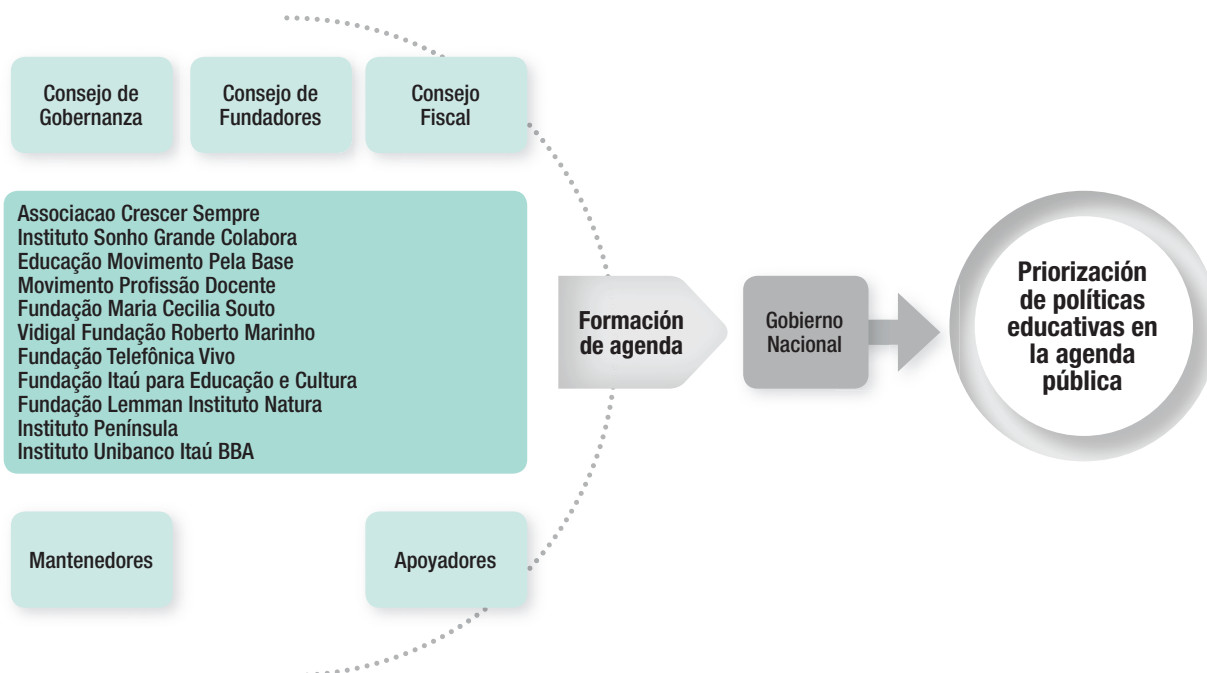 Consejo de
Gobernanza
Consejo de
Fundadores
Consejo
Fiscal
Associacao Crescer Sempre
Instituto Sonho Grande Colabora
Educação Movimento Pela Base
Movimento Profissão Docente
Fundação Maria Cecilia Souto
Vidigal Fundação Roberto Marinho
Fundação Telefônica Vivo
Fundação Itaú para Educação e Cultura
Fundação Lemman Instituto Natura
Instituto Península
Instituto Unibanco Itaú BBA
Mantenedores
Apoyadores
Formación
de agenda
Gobierno
Nacional
Priorización
de políticas
educativas en
la agenda
pública